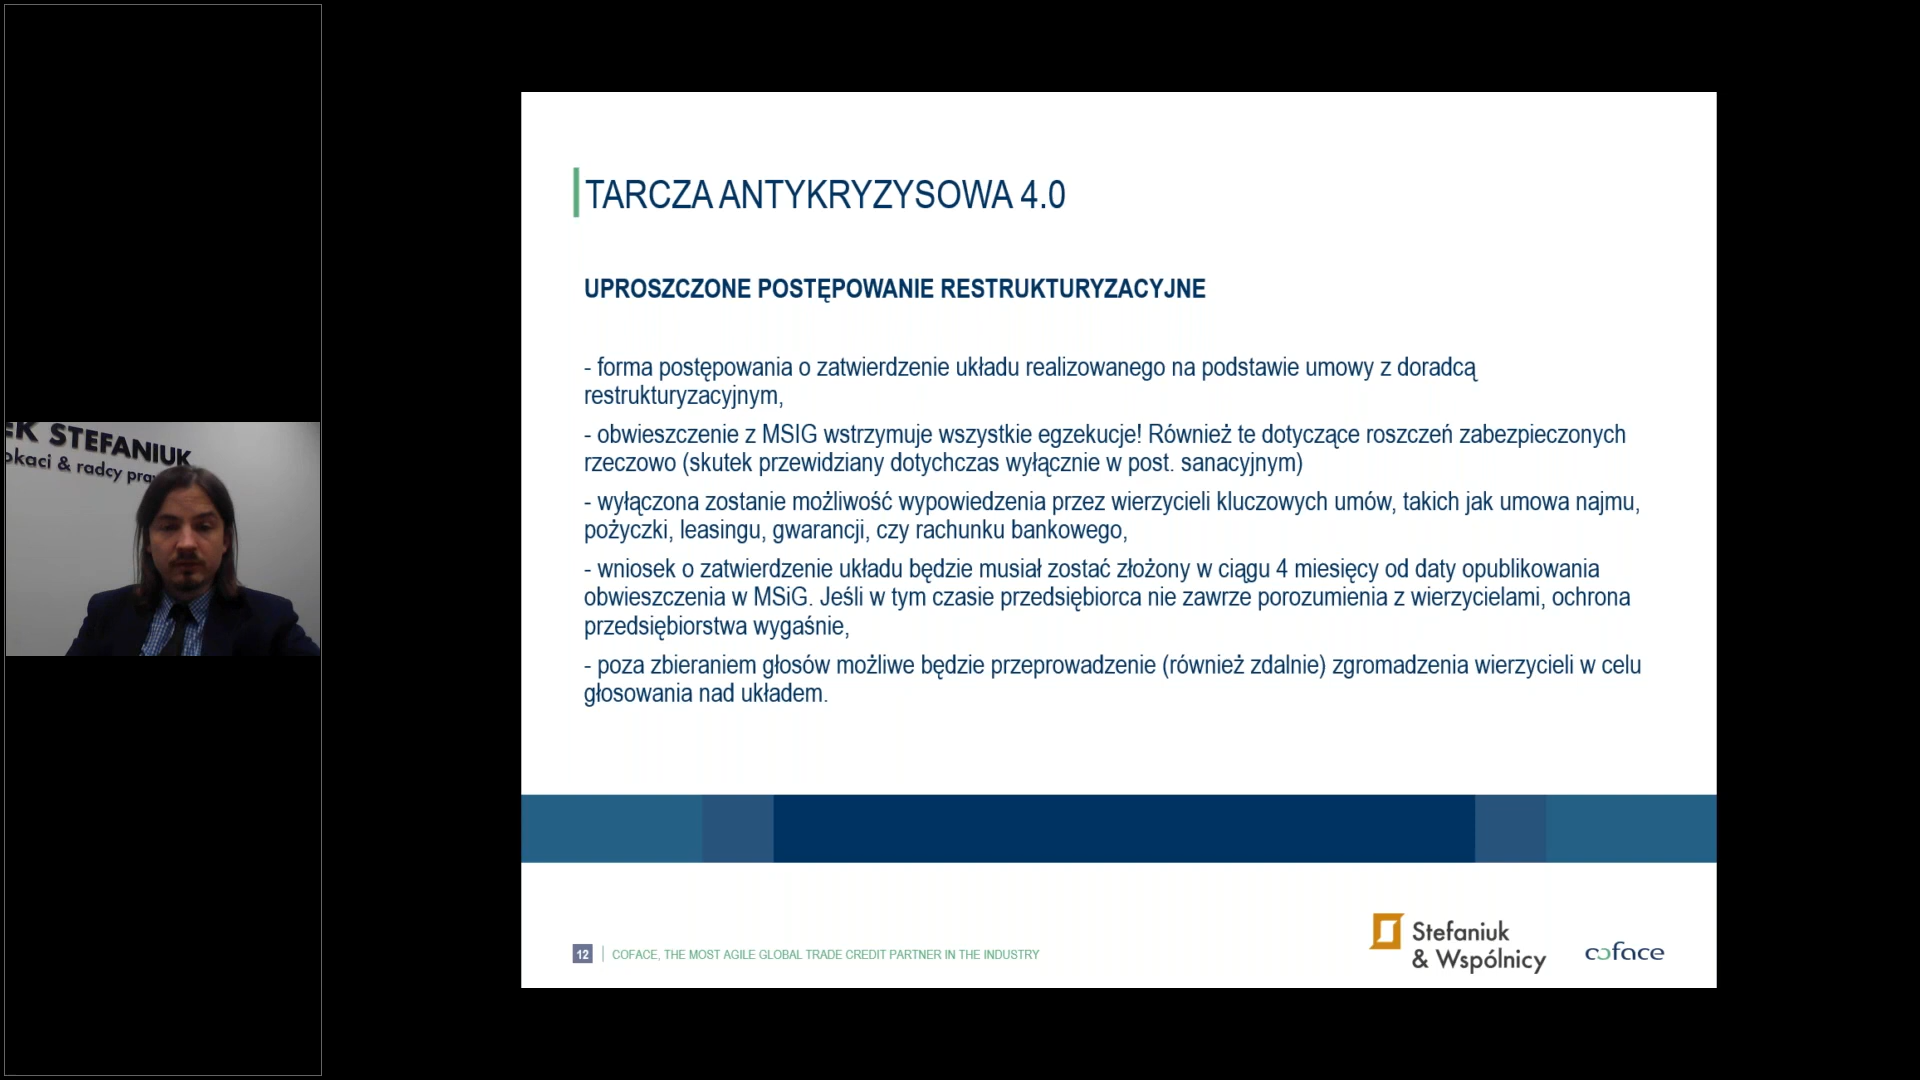 EK STEFANIUK
okaci & radcy pra
TARCZA ANTYKRYZYSOWA 4.0
UPROSZCZONE POSTĘPOWANIE RESTRUKTURYZACYJNE
- forma postępowania o zatwierdzenie układu realizowanego na podstawie umowy z doradcą
restrukturyzacyjnym,
- obwieszczenie z MSIG wstrzymuje wszystkie egzekucje! Również te dotyczące roszczeń zabezpieczonych
rzeczowo (skutek przewidziany dotychczas wyłącznie w post. sanacyjnym)
- wyłączona zostanie możliwość wypowiedzenia przez wierzycieli kluczowych umów, takich jak umowa najmu,
pożyczki, leasingu, gwarancji, czy rachunku bankowego,
- wniosek o zatwierdzenie układu będzie musiał zostać złożony w ciągu 4 miesięcy od daty opublikowania
obwieszczenia w MSiG. Jeśli w tym czasie przedsiębiorca nie zawrze porozumienia z wierzycielami, ochrona
przedsiębiorstwa wygaśnie,
- poza zbieraniem głosów możliwe będzie przeprowadzenie (również zdalnie) zgromadzenia wierzycieli w celu
głosowania nad układem.
12 | COFACE, THE MOST AGILE GLOBAL TRADE CREDIT PARTNER IN THE INDUSTRY
Stefaniuk
& Wspólnicy
coface